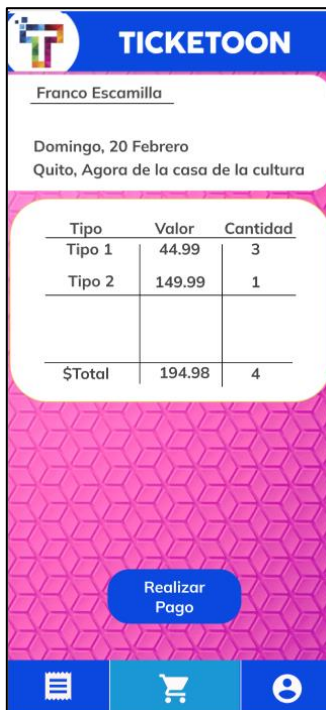 T TICKETOON
Franco Escamilla
Domingo, 20 Febrero
Quito, Agora de la casa de la cultura
Tipo Valor Cantidad
Tipo 1 44.99 3
Tipo 2 149.99 1
$Total 194.98 4
Realizar
Pago